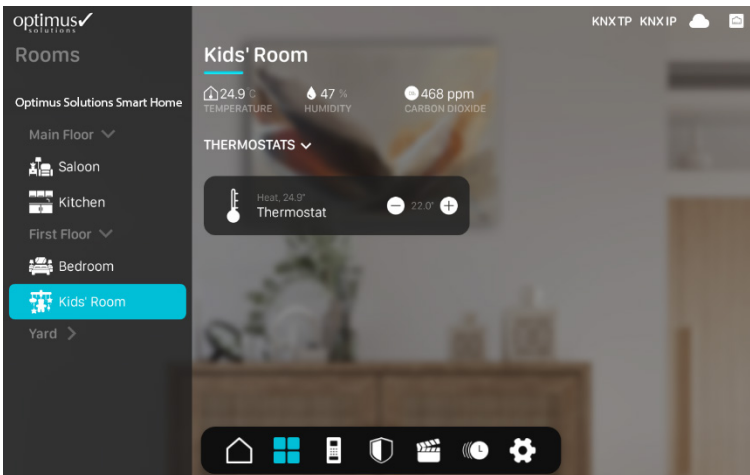 optimus
solutions
KNX TP KNX IP
Rooms
Kids' Room
24.9 C
47 %
468 ppm
TEMPERATURE
HUMIDITY
CARBON DIOXIDE
Optimus Solutions Smart Home
Main Floor
Saloon
Kitchen
First Floor
Bedroom
Kids' Room
Yard
THERMOSTATS
Heat, 24.9°
Thermostat
22.0°